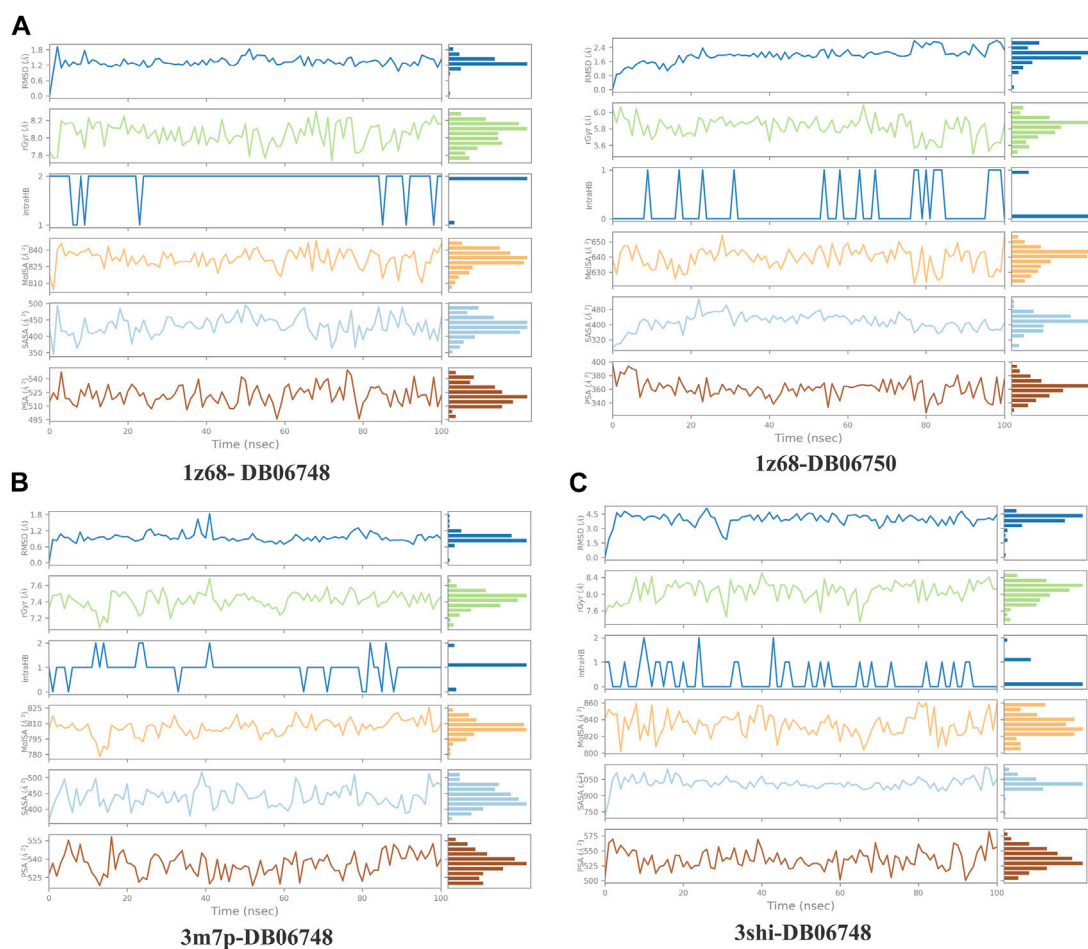 A
RMSD (Å)
1.8
1.2
0.6
0.0
rGyr (Å)
8.2
8.0
7.8
intraHB
2
1
MolSA (Å²)
840
825
810
SASA (Å²)
500
450
400
350
PSA (Å²)
540
525
510
495
0 20 40 60 80 100
Time (nsec)
1z68- DB06748
RMSD (Å)
2.4
1.6
0.8
0.0
rGyr (Å)
6.0
5.8
5.6
intraHB
1
0
MolSA (Å²)
650
640
630
SASA (Å²)
480
400
320
PSA (Å²)
400
380
360
340
0 20 40 60 80 100
Time (nsec)
1z68-DB06750
B
RMSD (Å)
1.8
1.2
0.6
0.0
rGyr (Å)
7.6
7.4
7.2
intraHB
2
1
0
MolSA (Å²)
825
810
795
780
SASA (Å²)
500
450
400
PSA (Å²)
555
540
525
0 20 40 60 80 100
Time (nsec)
3m7p-DB06748
C
RMSD (Å)
4.5
3.0
1.5
0.0
rGyr (Å)
8.4
8.0
7.6
intraHB
2
1
0
MolSA (Å²)
860
840
820
800
SASA (Å²)
1050
900
750
PSA (Å²)
575
550
525
500
0 20 40 60 80 100
Time (nsec)
3shi-DB06748